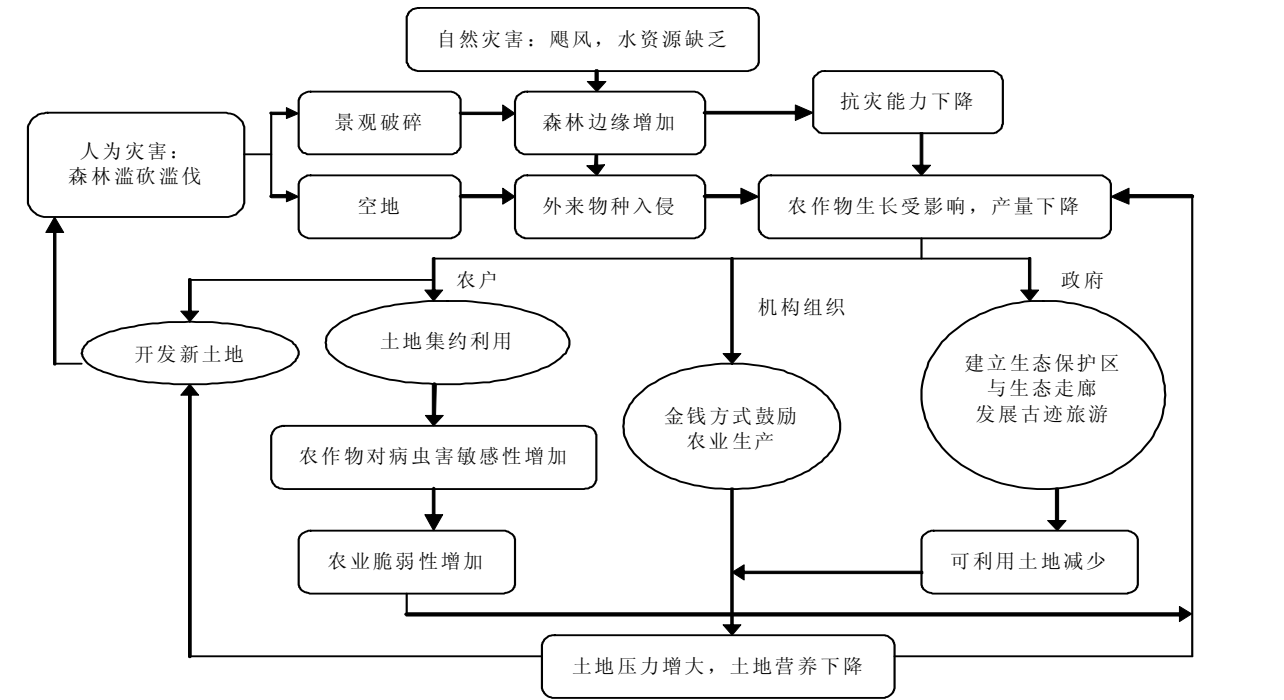 自然灾害：飓风，水资源缺乏
抗灾能力下降
景观破碎
森林边缘增加
人为灾害：
森林滥砍滥伐
空地
外来物种入侵
农作物生长受影响，产量下降
农户
政府
机构组织
开发新土地
土地集约利用
建立生态保护区
与生态走廊
发展古迹旅游
金钱方式鼓励
农业生产
农作物对病虫害敏感性增加
农业脆弱性增加
可利用土地减少
土地压力增大，土地营养下降